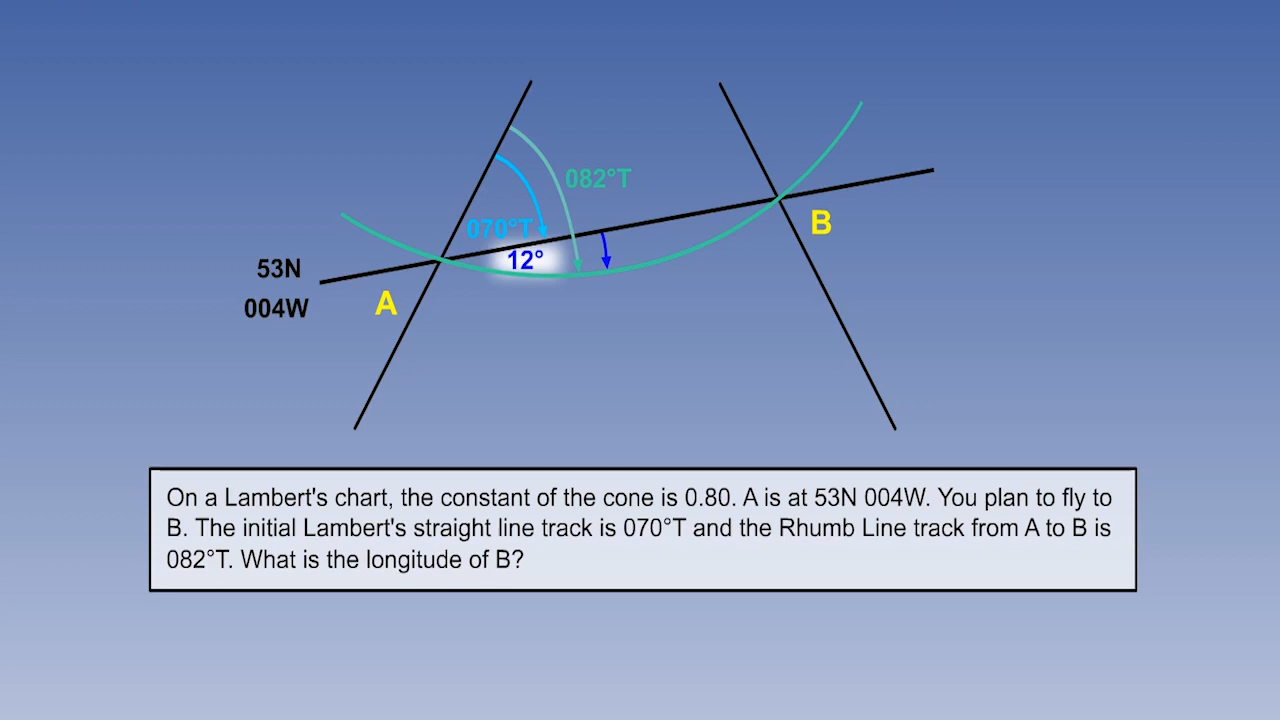 082°T
B
070°T
12°
53N
A
004W
On a Lambert's chart, the constant of the cone is 0.80. A is at 53N 004W. You plan to fly to
B. The initial Lambert's straight line track is 070°T and the Rhumb Line track from A to B is
082°T. What is the longitude of B?